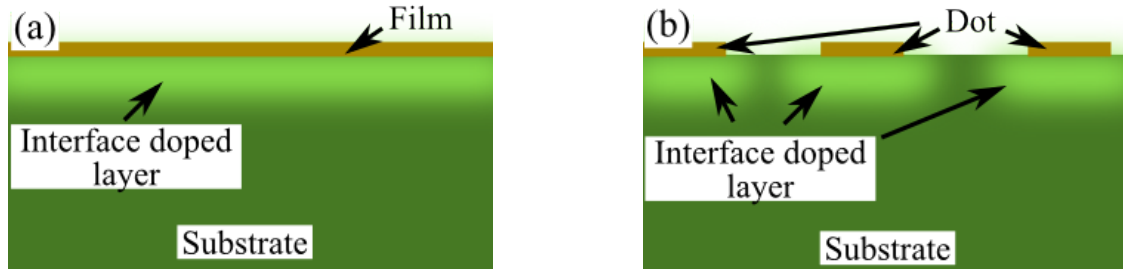 (a)
Film
Interface doped
layer
Substrate
(b)
Dot
Interface doped
layer
Substrate